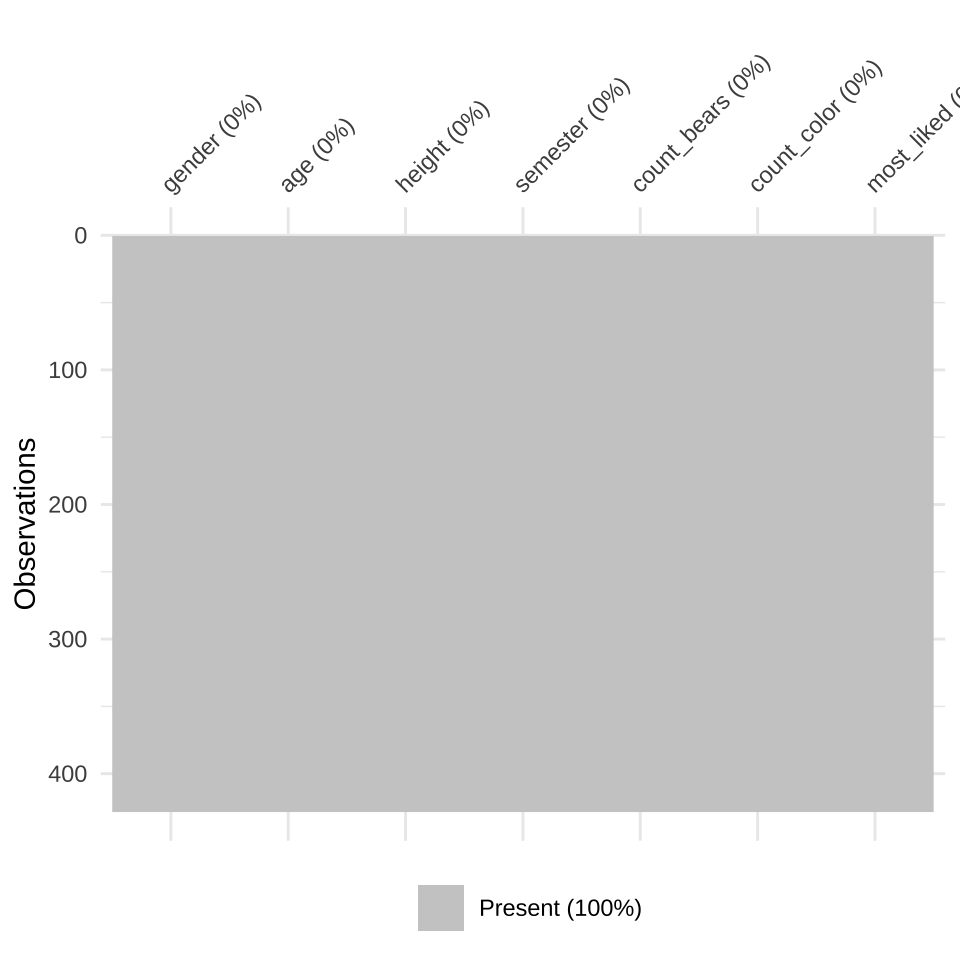 gender (0%)
age (0%)
height (0%)
semester (0%)
count_bears (0%)
count_color (0%)
most_liked
0
100
200
300
400
Observations
Present (100%)